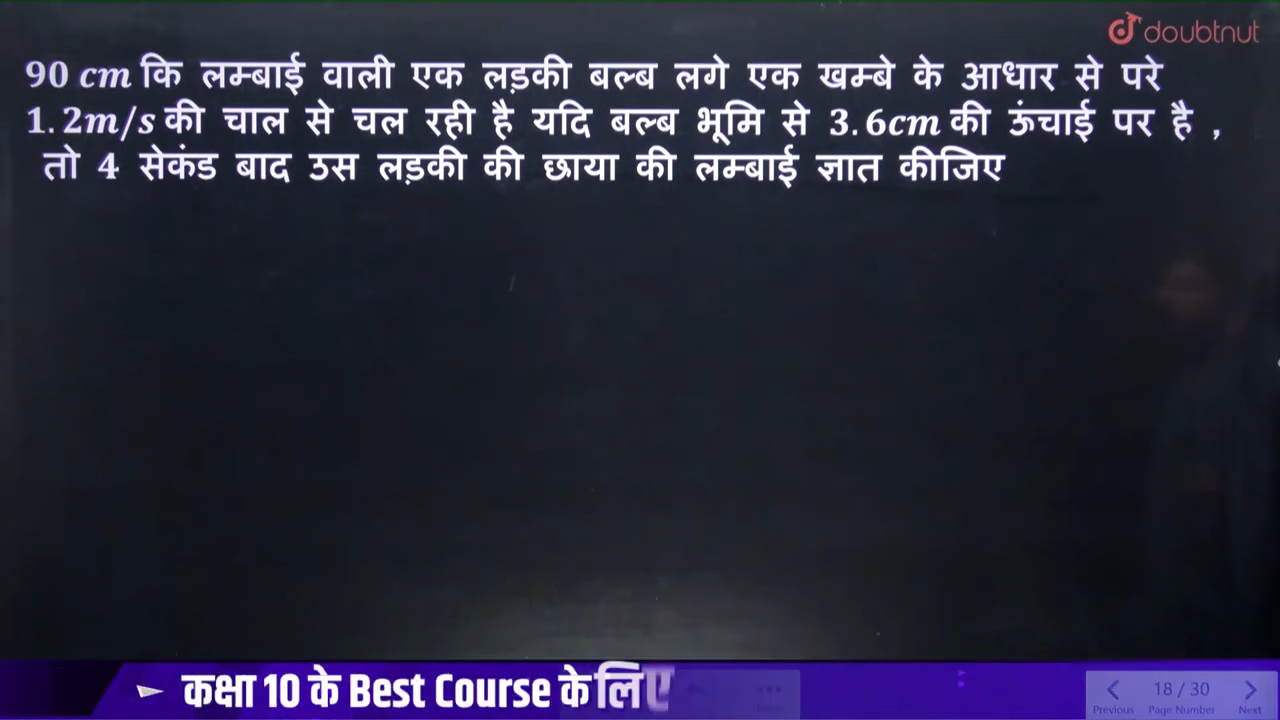 doubtnut
90 cm कि लम्बाई वाली एक लड़की बल्ब लगे एक खम्बे के आधार से परे
1.2m/s की चाल से चल रही है यदि बल्ब भूमि से 3.6cm की ऊंचाई पर है ,
तो 4 सेकंड बाद उस लड़की की छाया की लम्बाई ज्ञात कीजिए
कक्षा 10 के Best Course के लिए
18 / 30
Previous Page Number Next